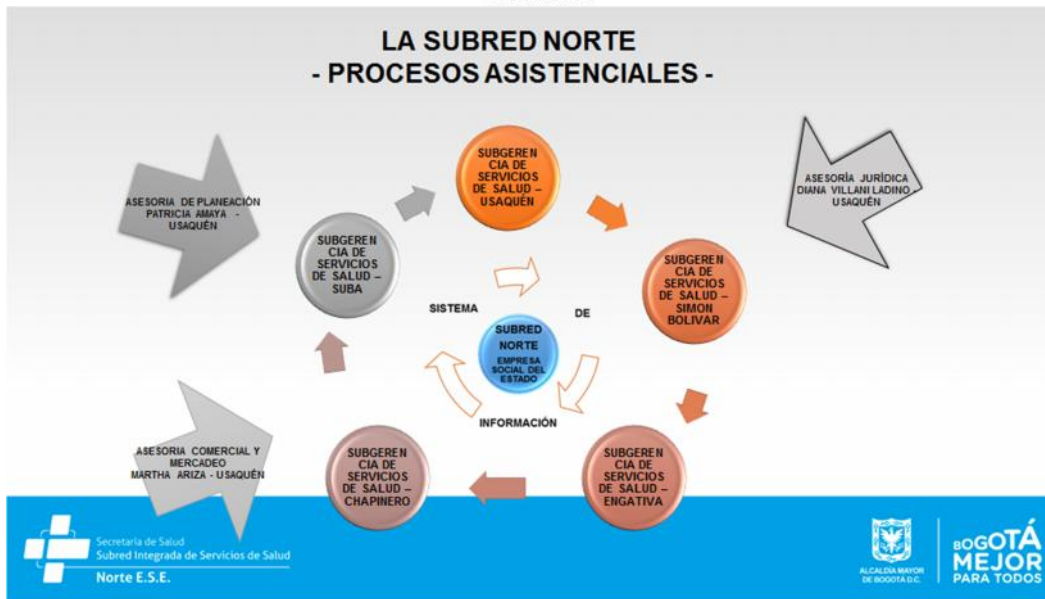 LA SUBRED NORTE
- PROCESOS ASISTENCIALES -
SUBGEREN
CIA DE
SERVICIOS
DE SALUD –
USAQUÉN
ASESORIA DE PLANEACIÓN
PATRICIA AMAYA -
USAQUÉN
ASESORÍA JURÍDICA
DIANA VILLANI LADINO -
USAQUÉN
SUBGEREN
CIA DE
SERVICIOS
DE SALUD –
SUBA
SUBGEREN
CIA DE
SERVICIOS
DE SALUD –
SIMON
BOLIVAR
SISTEMA
DE
SUBRED
NORTE
EMPRESA
SOCIAL DEL
ESTADO
INFORMACIÓN
ASESORIA COMERCIAL Y
MERCADEO
MARTHA ARIZA - USAQUÉN
SUBGEREN
CIA DE
SERVICIOS
DE SALUD –
CHAPINERO
SUBGEREN
CIA DE
SERVICIOS
DE SALUD –
ENGATIVA
Secretaría de Salud
Subred Integrada de Servicios de Salud
Norte E.S.E.
ALCALDÍA MAYOR
DE BOGOTÁ D.C.
BOGOTÁ
MEJOR
PARA TODOS